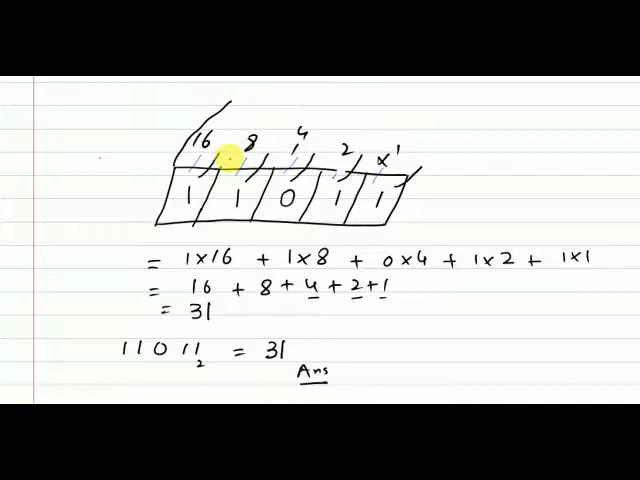 16 8 4 2 x1
1 1 0 1 1
= 1x16 + 1x8 + 0x4 + 1x2 + 1x1
= 16 + 8 + 4 + 2 + 1
= 31
11011₂ = 31
Ans